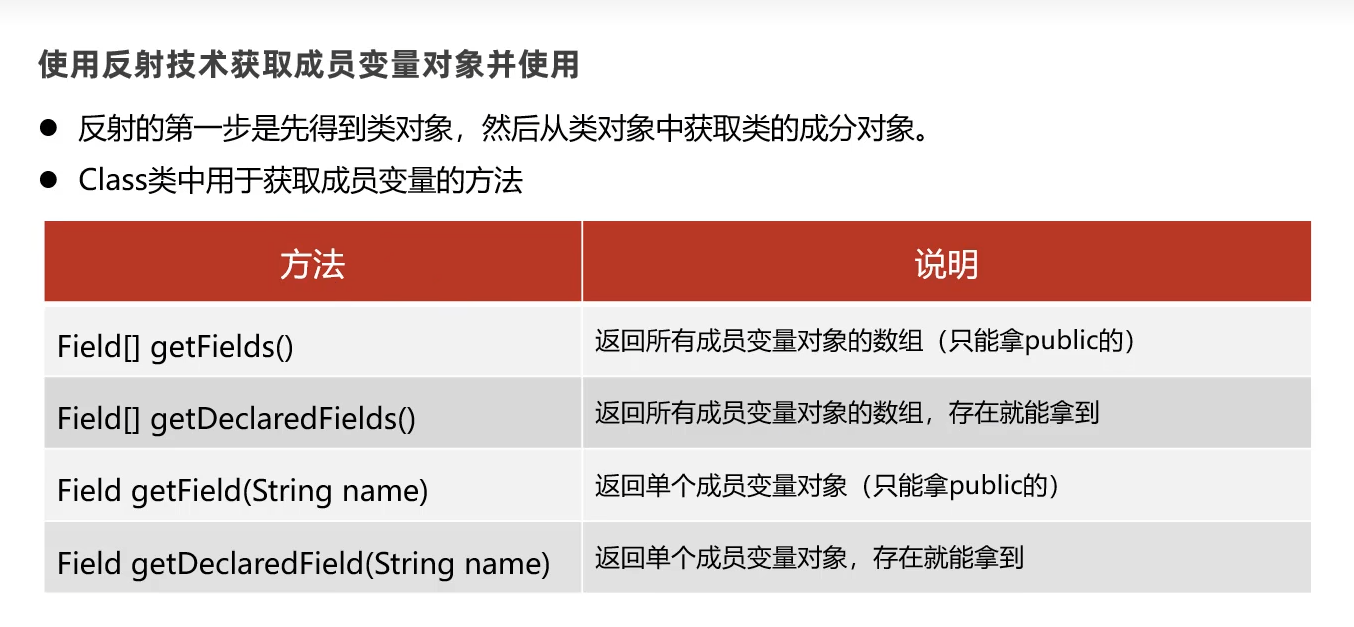 使用反射技术获取成员变量对象并使用
● 反射的第一步是先得到类对象，然后从类对象中获取类的成分对象。
● Class类中用于获取成员变量的方法
方法 说明
Field[] getFields() 返回所有成员变量对象的数组（只能拿public的）
Field[] getDeclaredFields() 返回所有成员变量对象的数组，存在就能拿到
Field getField(String name) 返回单个成员变量对象（只能拿public的）
Field getDeclaredField(String name) 返回单个成员变量对象，存在就能拿到